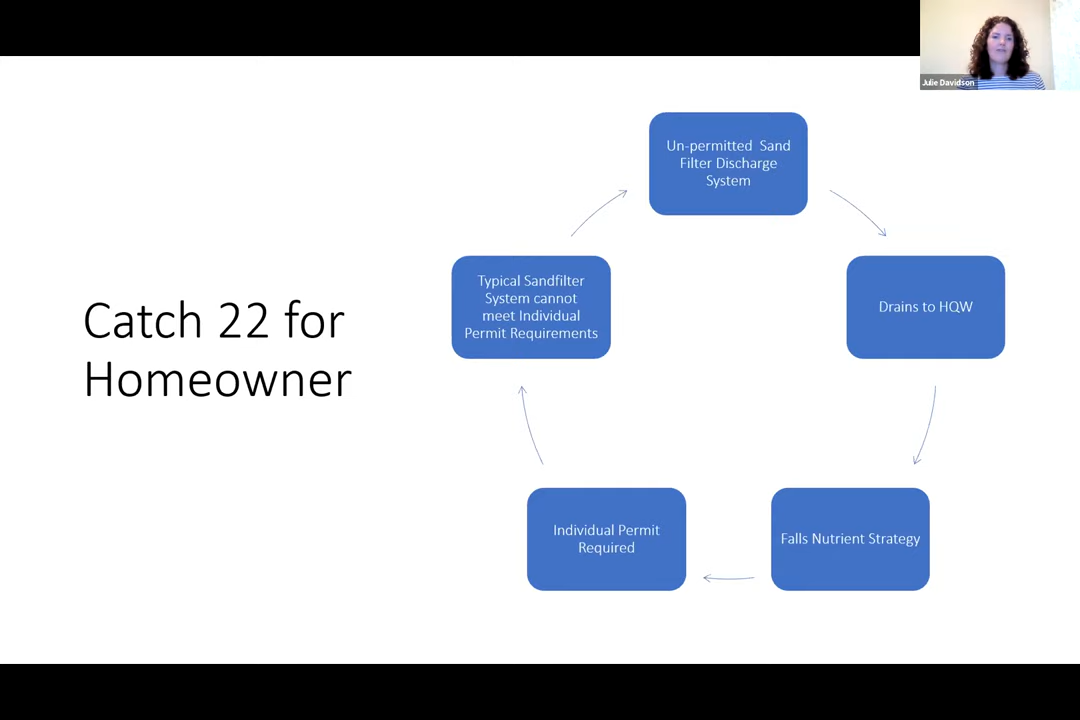 Julie Davidson
Catch 22 for
Homeowner
Un-permitted  Sand
Filter Discharge
System
Drains to HQW
Falls Nutrient Strategy
Individual Permit
Required
Typical Sandfilter
System cannot
meet Individual
Permit Requirements